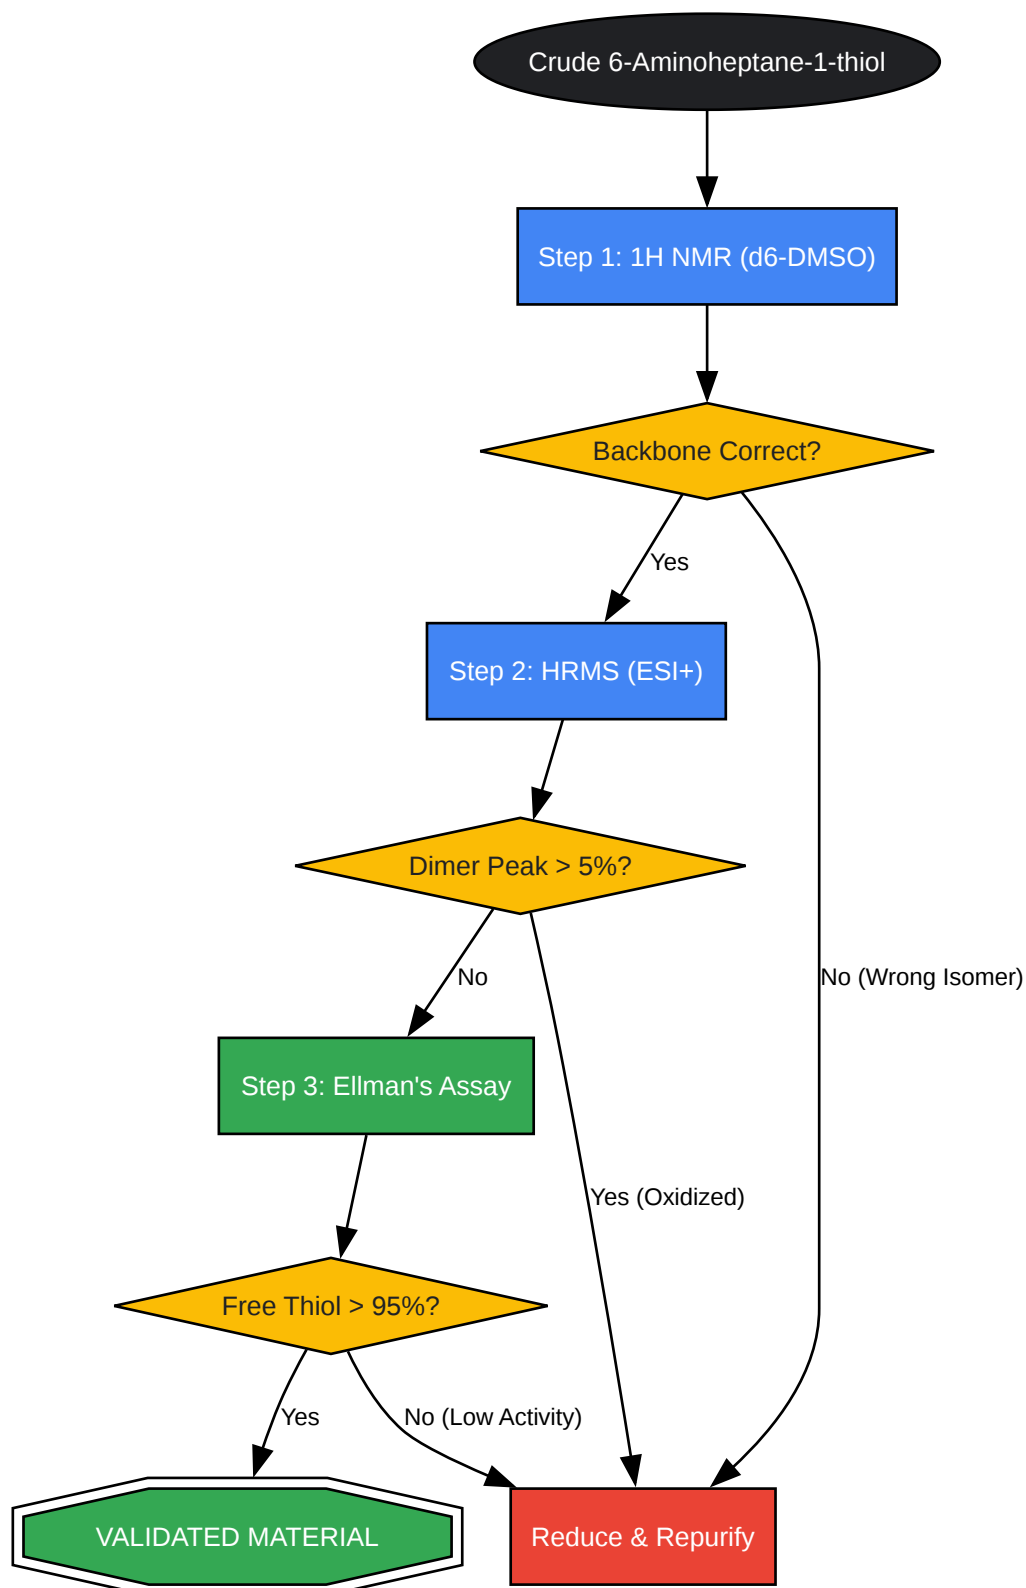 Crude 6-Aminoheptane-1-thiol
Step 1: 1H NMR (d6-DMSO)
Backbone Correct?
Yes
Step 2: HRMS (ESI+)
Dimer Peak > 5%?
No
No (Wrong Isomer)
Step 3: Ellman's Assay
Yes (Oxidized)
Free Thiol > 95%?
Yes
No (Low Activity)
VALIDATED MATERIAL
Reduce & Repurify